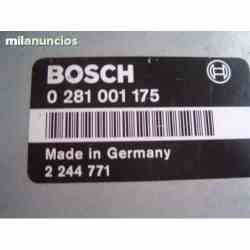 milanuncios
BOSCH
0 281 001 175
Made in Germany
2 244 771